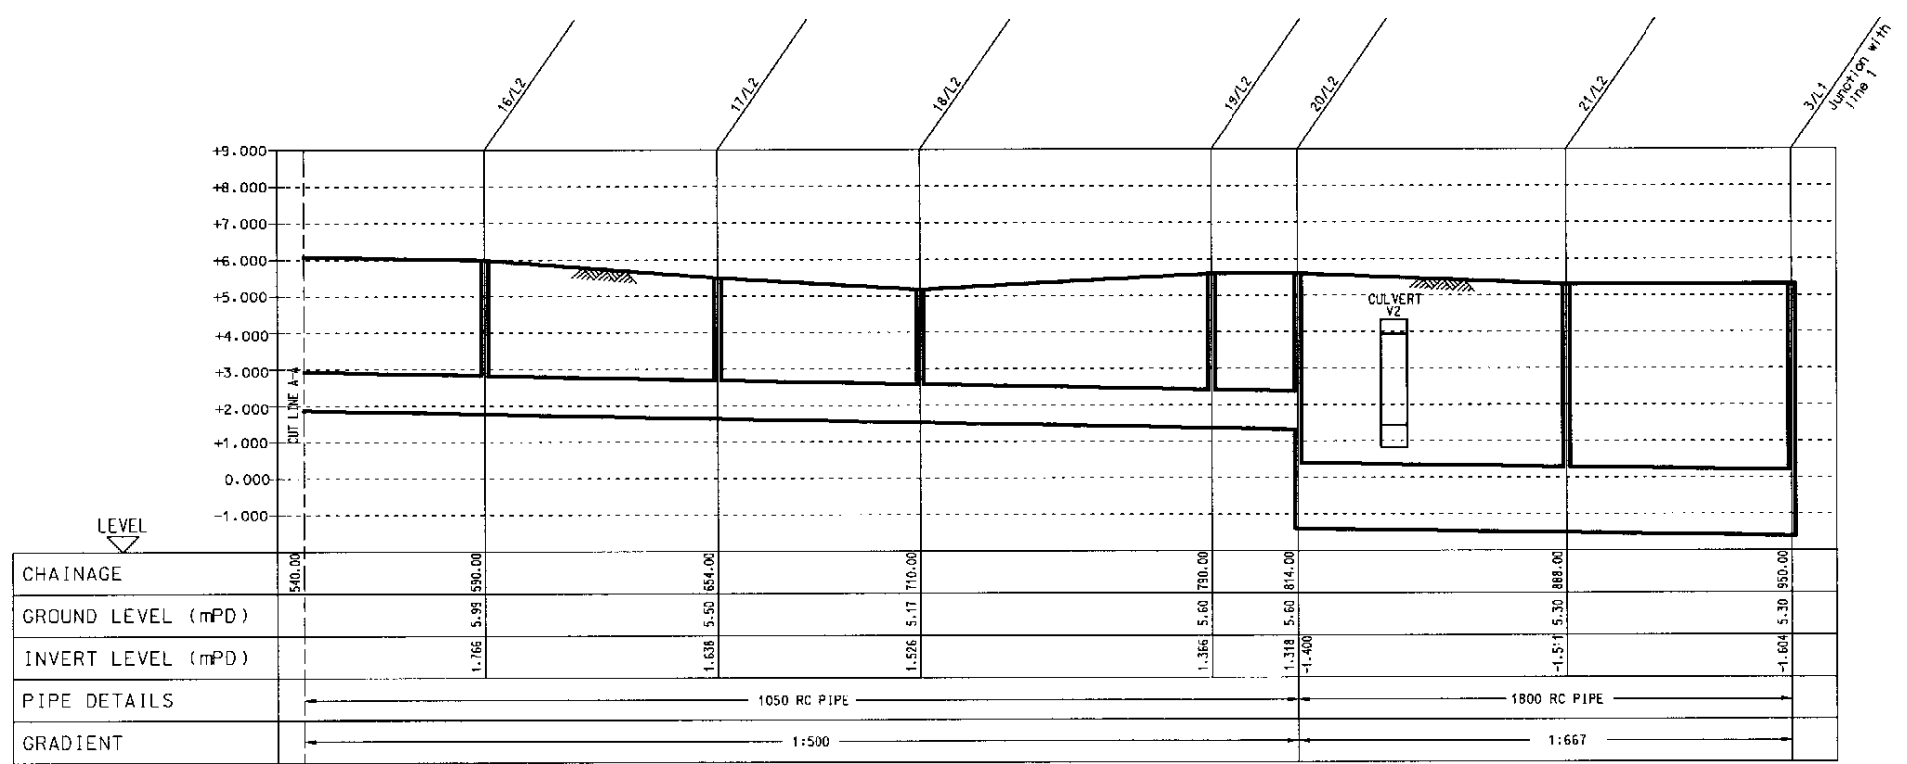 16/L2
17/L2
18/L2
19/L2
20/L2
21/L2
3/L1
Junction with
line 1
+9.000
+8.000
+7.000
+6.000
+5.000
+4.000
+3.000
+2.000
+1.000
0.000
-1.000
CUT LINE A-A
CULVERT
V2
LEVEL
CHAINAGE 540.00 590.00 654.00 710.00 790.00 814.00 888.00 950.00
GROUND LEVEL (mPD) 5.99 5.50 5.17 5.60 5.60 5.30 5.30
INVERT LEVEL (mPD) 1.766 1.638 1.526 1.366 1.318 -1.400 -1.511 -1.604
PIPE DETAILS 1050 RC PIPE 1800 RC PIPE
GRADIENT 1:500 1:667